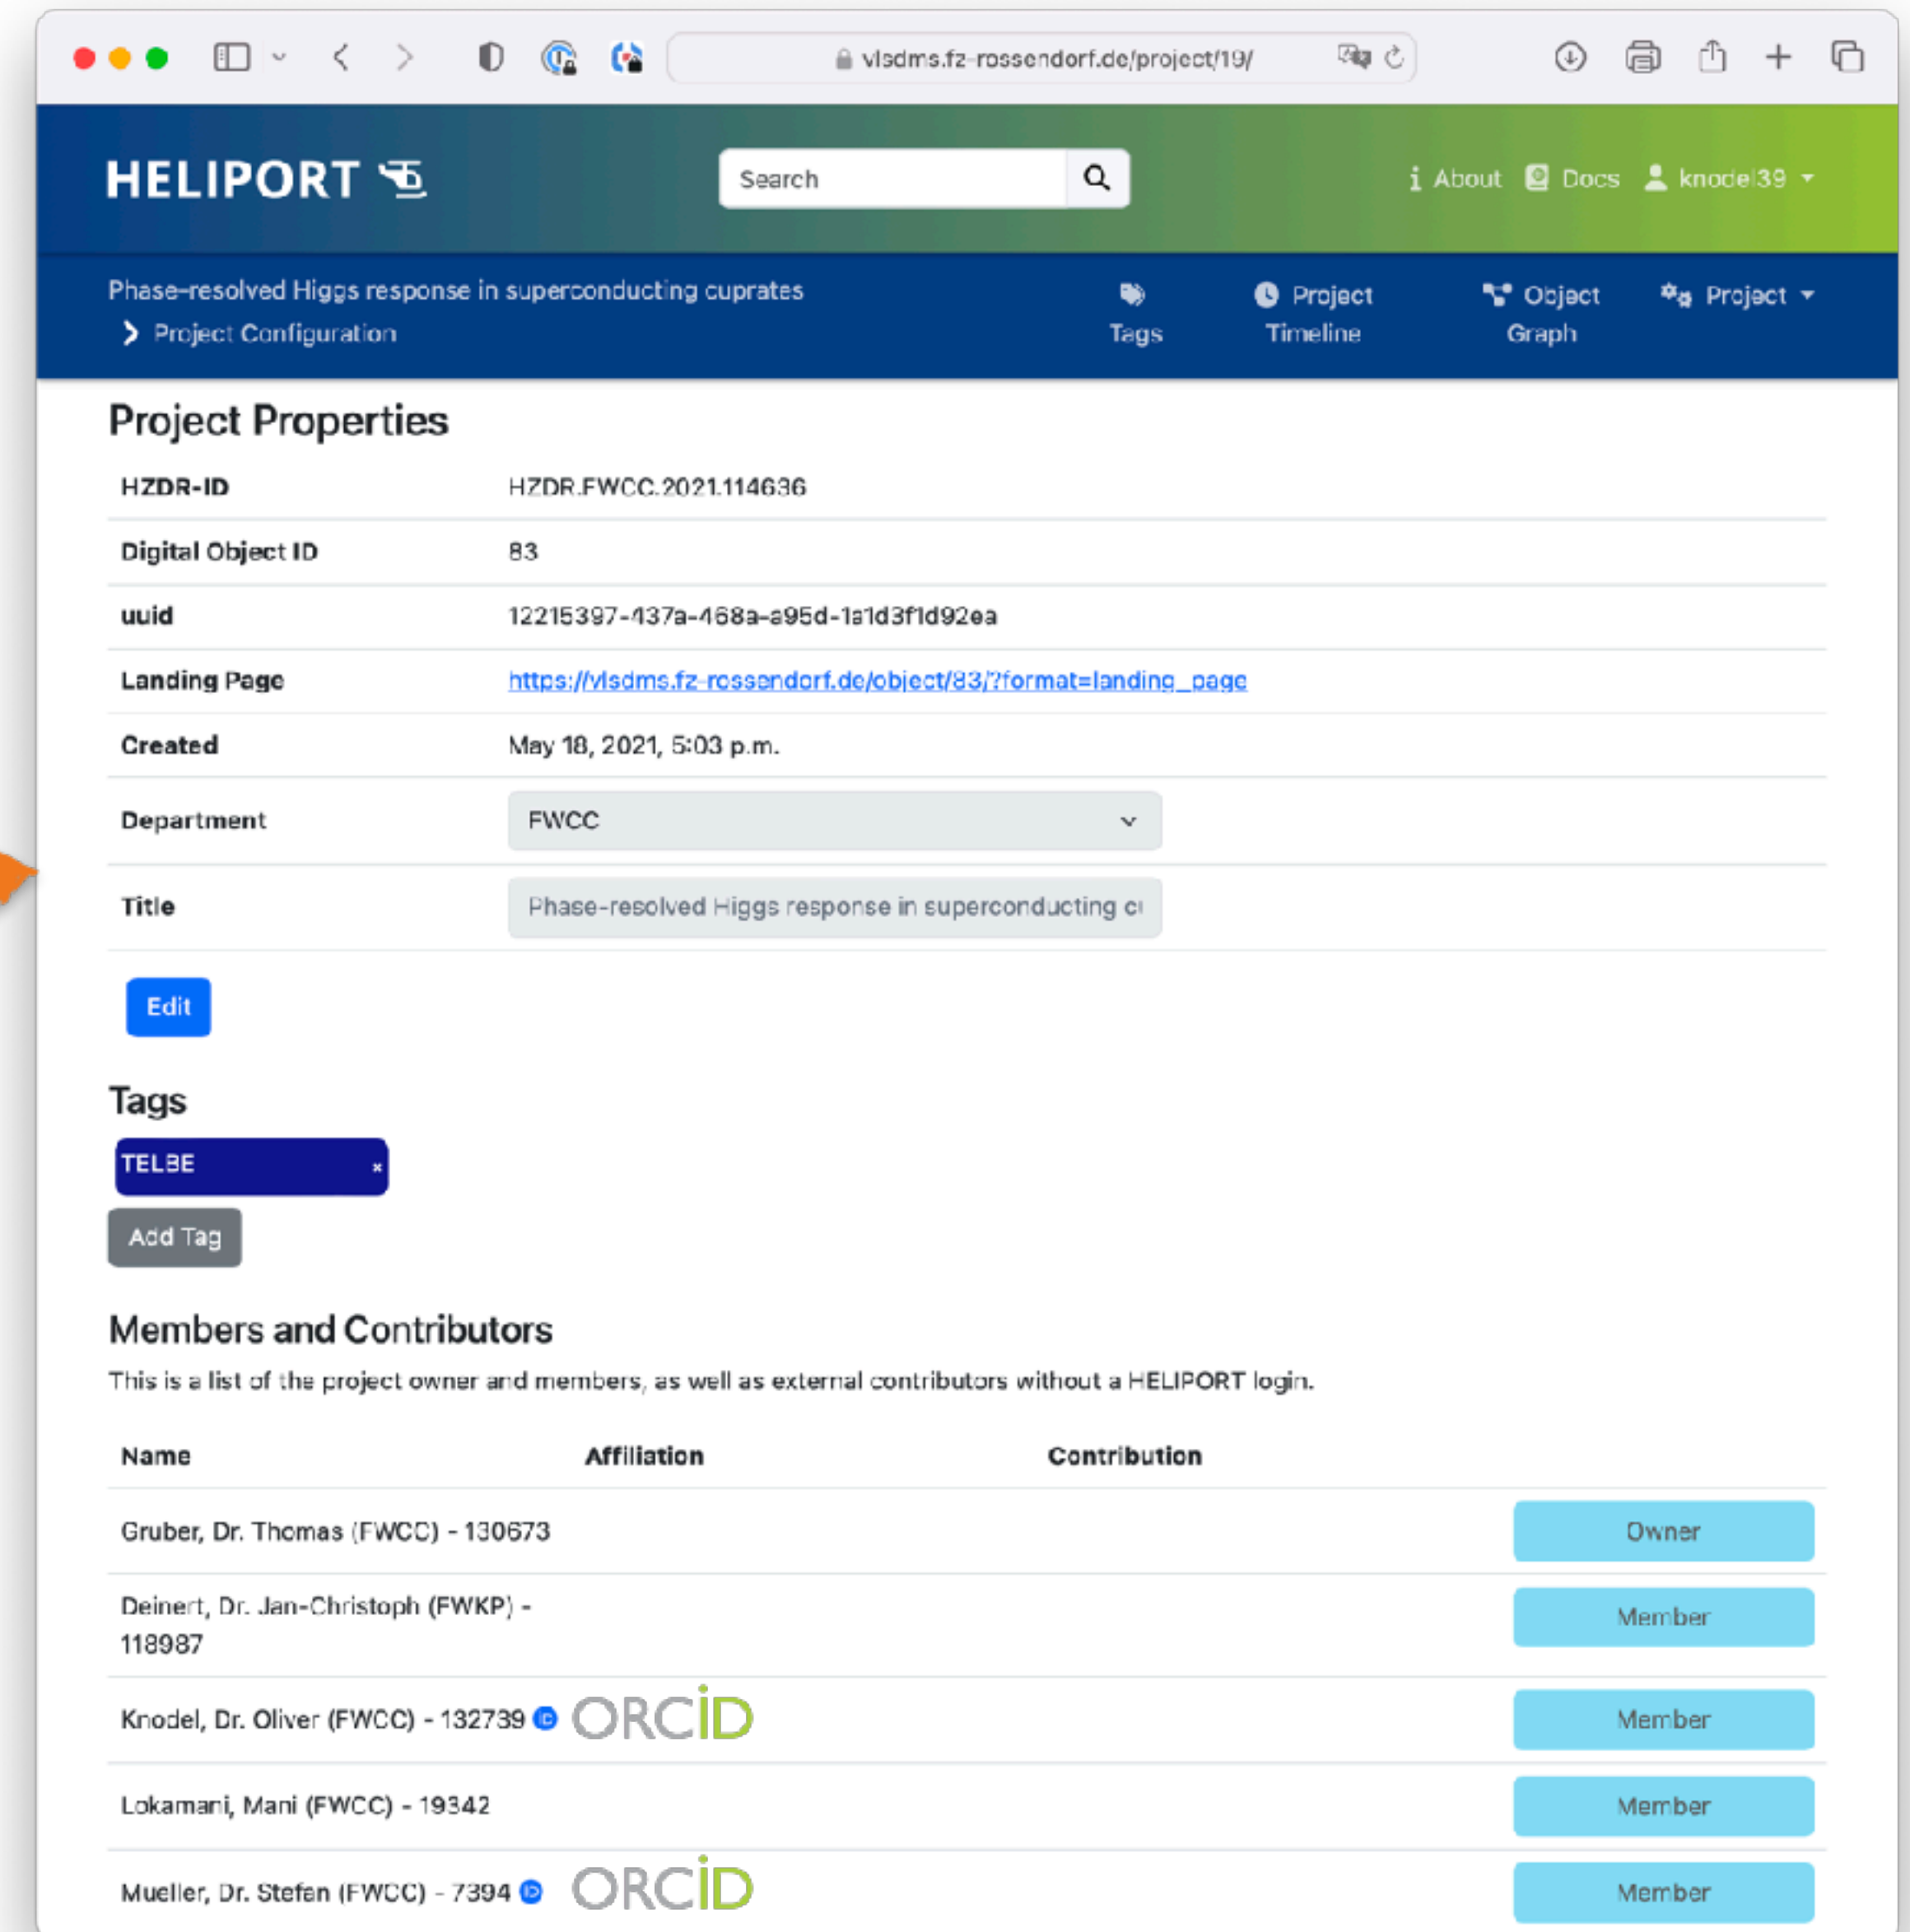 vlsdms.fz-rossendorf.de/project/19/
HELIPORT
Search
i About Docs knodel39
Phase-resolved Higgs response in superconducting cuprates
Project Configuration
Tags
Project Timeline
Object Graph
Project
Project Properties
HZDR-ID HZDR.FWCC.2021.114636
Digital Object ID 83
uuid 12215397-437a-468a-a95d-1a1d3f1d92ea
Landing Page https://vlsdms.fz-rossendorf.de/object/83/?format=landing_page
Created May 18, 2021, 5:03 p.m.
Department FWCC
Title Phase-resolved Higgs response in superconducting cu
Edit
Tags
TELBE ×
Add Tag
Members and Contributors
This is a list of the project owner and members, as well as external contributors without a HELIPORT login.
Name Affiliation Contribution
Gruber, Dr. Thomas (FWCC) - 130673 Owner
Deinert, Dr. Jan-Christoph (FWKP) -
118987 Member
Knodel, Dr. Oliver (FWCC) - 132739 iD ORCID Member
Lokamani, Mani (FWCC) - 19342 Member
Mueller, Dr. Stefan (FWCC) - 7394 iD ORCID Member